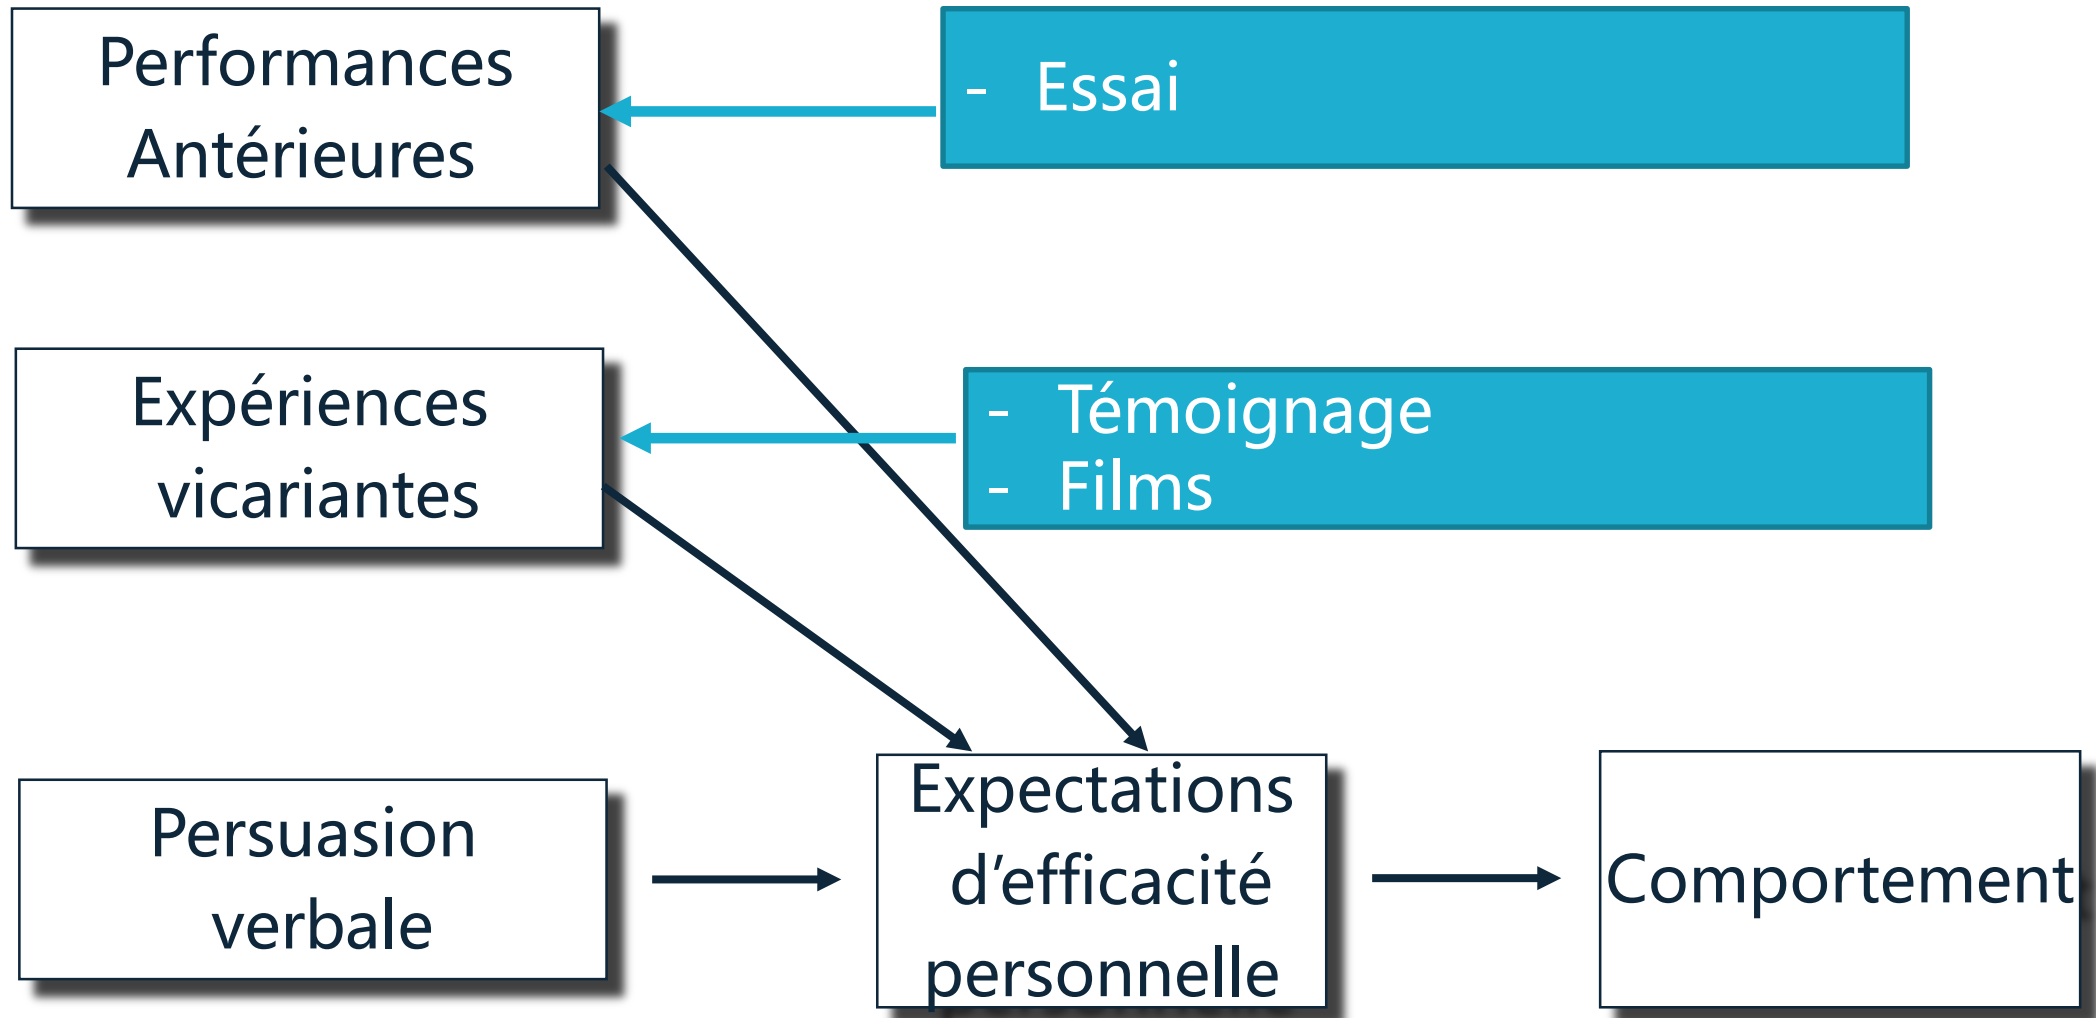 Performances
Antérieures
- Essai
Expériences
vicariantes
- Témoignage
- Films
Persuasion
verbale
Expectations
d’efficacité
personnelle
Comportement